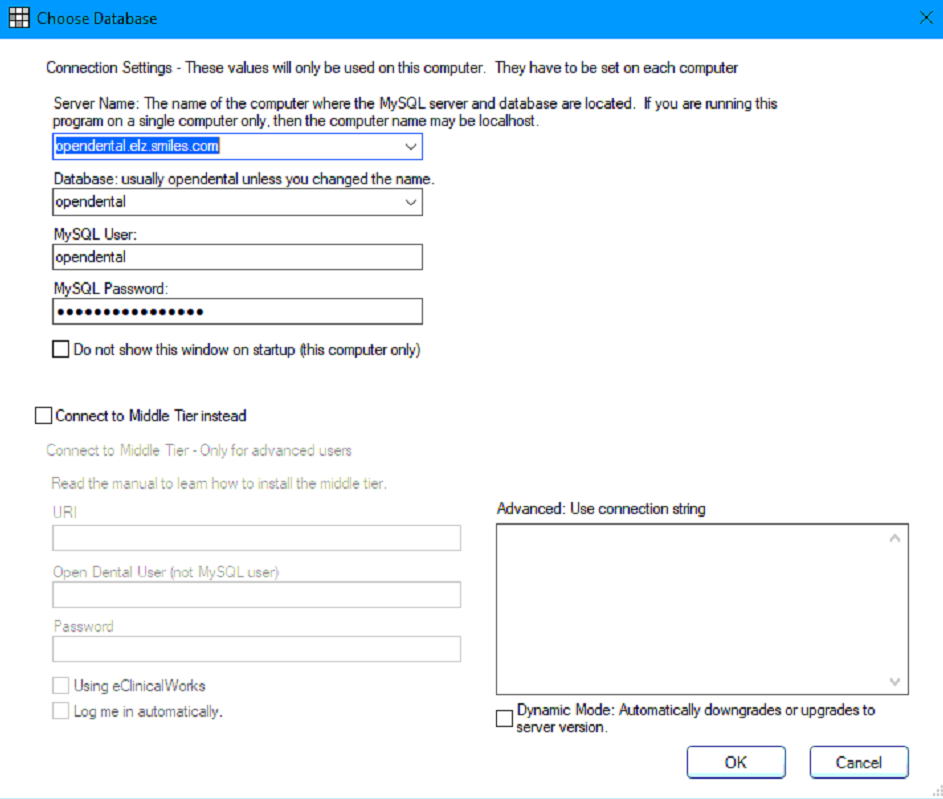 Choose Database
Connection Settings - These values will only be used on this computer. They have to be set on each computer
Server Name: The name of the computer where the MySQL server and database are located. If you are running this
program on a single computer only, then the computer name may be localhost.
opendental.elz.smiles.com
Database: usually opendental unless you changed the name.
opendental
MySQL User:
opendental
MySQL Password:
••••••••••••••••
Do not show this window on startup (this computer only)
Connect to Middle Tier instead
Connect to Middle Tier - Only for advanced users
Read the manual to learn how to install the middle tier.
URI
Open Dental User (not MySQL user)
Password
Using eClinicalWorks
Log me in automatically.
Advanced: Use connection string
Dynamic Mode: Automatically downgrades or upgrades to
server version.
OK
Cancel